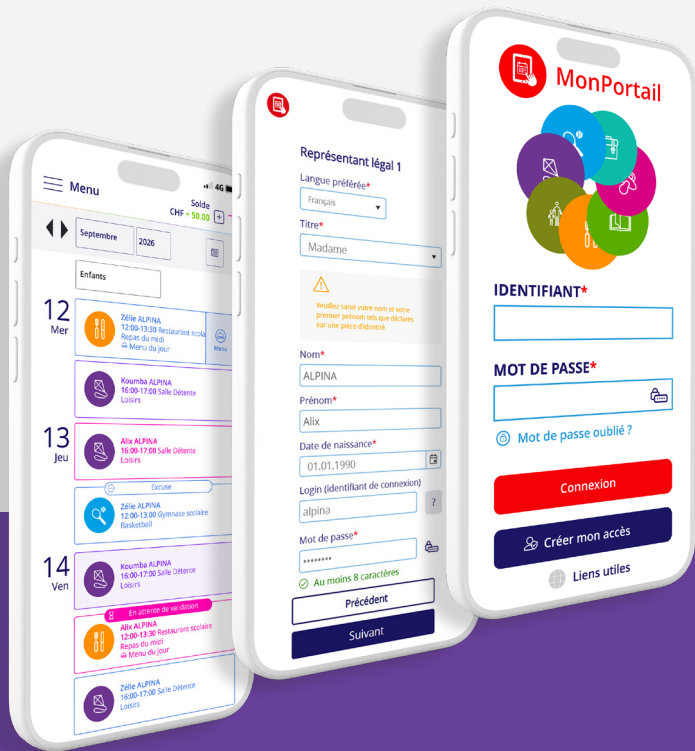 Menu
4G
Solde
CHF + 50.00 +
Septembre
2026
Enfants
12
Mer
Zélie ALPINA
12:00-13:30 Restaurant scola
Repas du midi
Menu du jour
Menu
Koumba ALPINA
16:00-17:00 Salle Détente
Loisirs
13
Jeu
Alix ALPINA
16:00-17:00 Salle Détente
Loisirs
Excuse
Zélie ALPINA
12:00-13:00 Gymnase scolaire
Basketball
14
Ven
Koumba ALPINA
16:00-17:00 Salle Détence
Loisirs
En attente de validation
Alix ALPINA
12:00-13:30 Restaurant scolaire
Repas du midi
Menu du jour
Zélie ALPINA
16:00-17:00 Salle Détente
Loisirs
Représentant légal 1
Langue préférée*
Français
Titre*
Madame
Veuillez saisir votre nom et votre
premier prénom tels que déclarés
sur une pièce d'identité.
Nom*
ALPINA
Prénom*
Alix
Date de naissance*
01.01.1990
Login (identifiant de connexion)
alpina
?
Mot de passe*
••••••••
Au moins 8 caractères
Précédent
Suivant
MonPortail
IDENTIFIANT*
MOT DE PASSE*
Mot de passe oublié ?
Connexion
Créer mon accès
Liens utiles